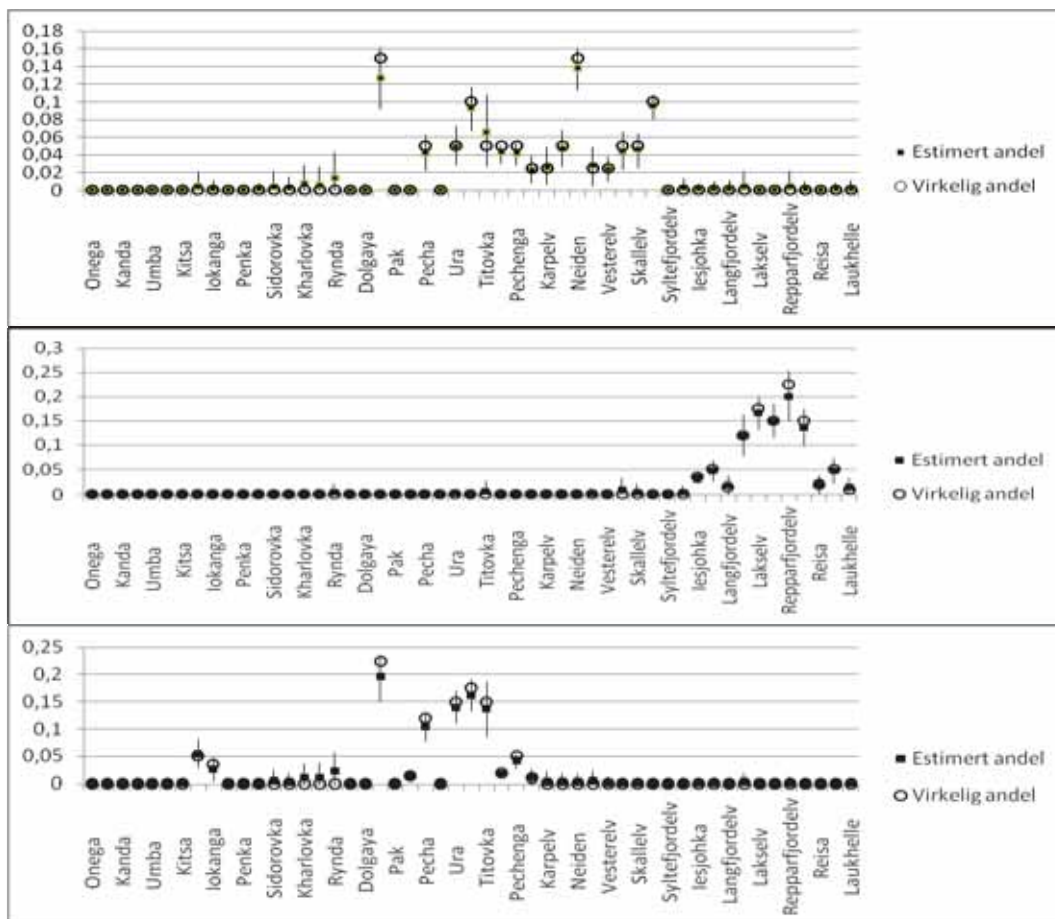 0,18
0,16
0,14
0,12
0,1
0,08
0,06
0,04
0,02
0
Onega
Kanda
Umba
Kitsa
Iokanga
Penka
Sidorovka
Kharlovka
Rynda
Dolgaya
Pak
Pecha
Ura
Titovka
Pechenga
Karpelv
Neiden
Vesterelv
Skallelv
Syltefjordelv
Iesjohka
Langfjordelv
Lakselv
Repparfjordelv
Reisa
Laukhelle
Estimert andel
Virkelig andel
0,3
0,25
0,2
0,15
0,1
0,05
0
Onega
Kanda
Umba
Kitsa
Iokanga
Penka
Sidorovka
Kharlovka
Rynda
Dolgaya
Pak
Pecha
Ura
Titovka
Pechenga
Karpelv
Neiden
Vesterelv
Skallelv
Syltefjordelv
Iesjohka
Langfjordelv
Lakselv
Repparfjordelv
Reisa
Laukhelle
Estimert andel
Virkelig andel
0,25
0,2
0,15
0,1
0,05
0
Onega
Kanda
Umba
Kitsa
Iokanga
Penka
Sidorovka
Kharlovka
Rynda
Dolgaya
Pak
Pecha
Ura
Titovka
Pechenga
Karpelv
Neiden
Vesterelv
Skallelv
Syltefjordelv
Iesjohka
Langfjordelv
Lakselv
Repparfjordelv
Reisa
Laukhelle
Estimert andel
Virkelig andel